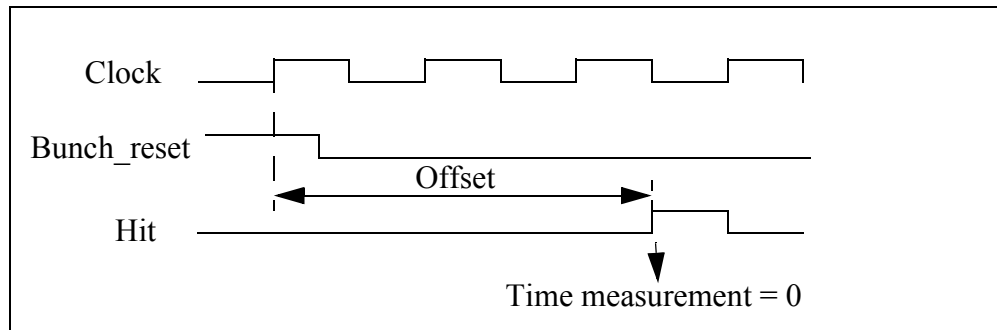 Clock
Bunch_reset
Offset
Hit
Time measurement = 0